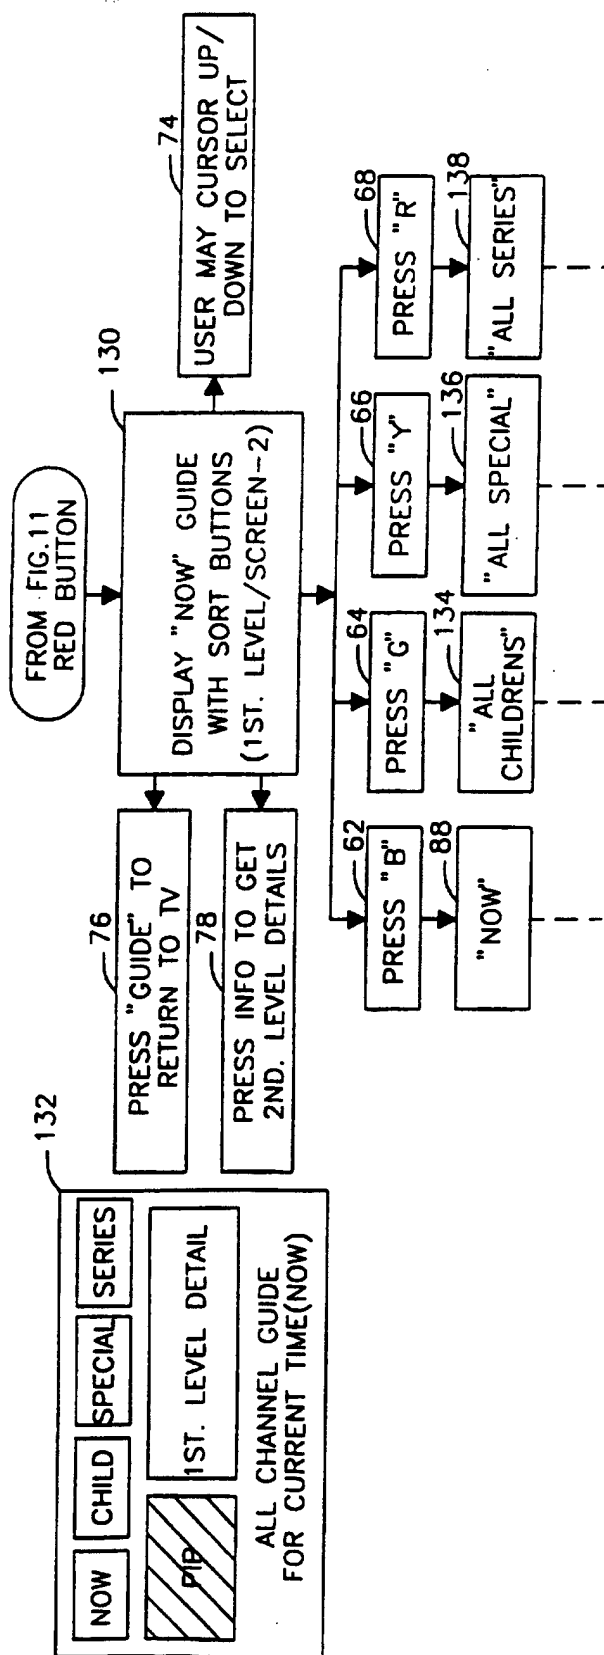 FROM FIG.11
RED BUTTON
130
DISPLAY "NOW" GUIDE
WITH SORT BUTTONS
(1ST. LEVEL/SCREEN-2)
74
USER MAY CURSOR UP/
DOWN TO SELECT
76
PRESS "GUIDE" TO
RETURN TO TV
78
PRESS INFO TO GET
2ND. LEVEL DETAILS
132
NOW
CHILD
SPECIAL
SERIES
PIP
1ST. LEVEL DETAIL
ALL CHANNEL GUIDE
FOR CURRENT TIME(NOW)
62
PRESS "B"
88
"NOW"
64
PRESS "G"
134
"ALL
CHILDRENS"
66
PRESS "Y"
136
"ALL SPECIAL"
68
PRESS "R"
138
"ALL SERIES"